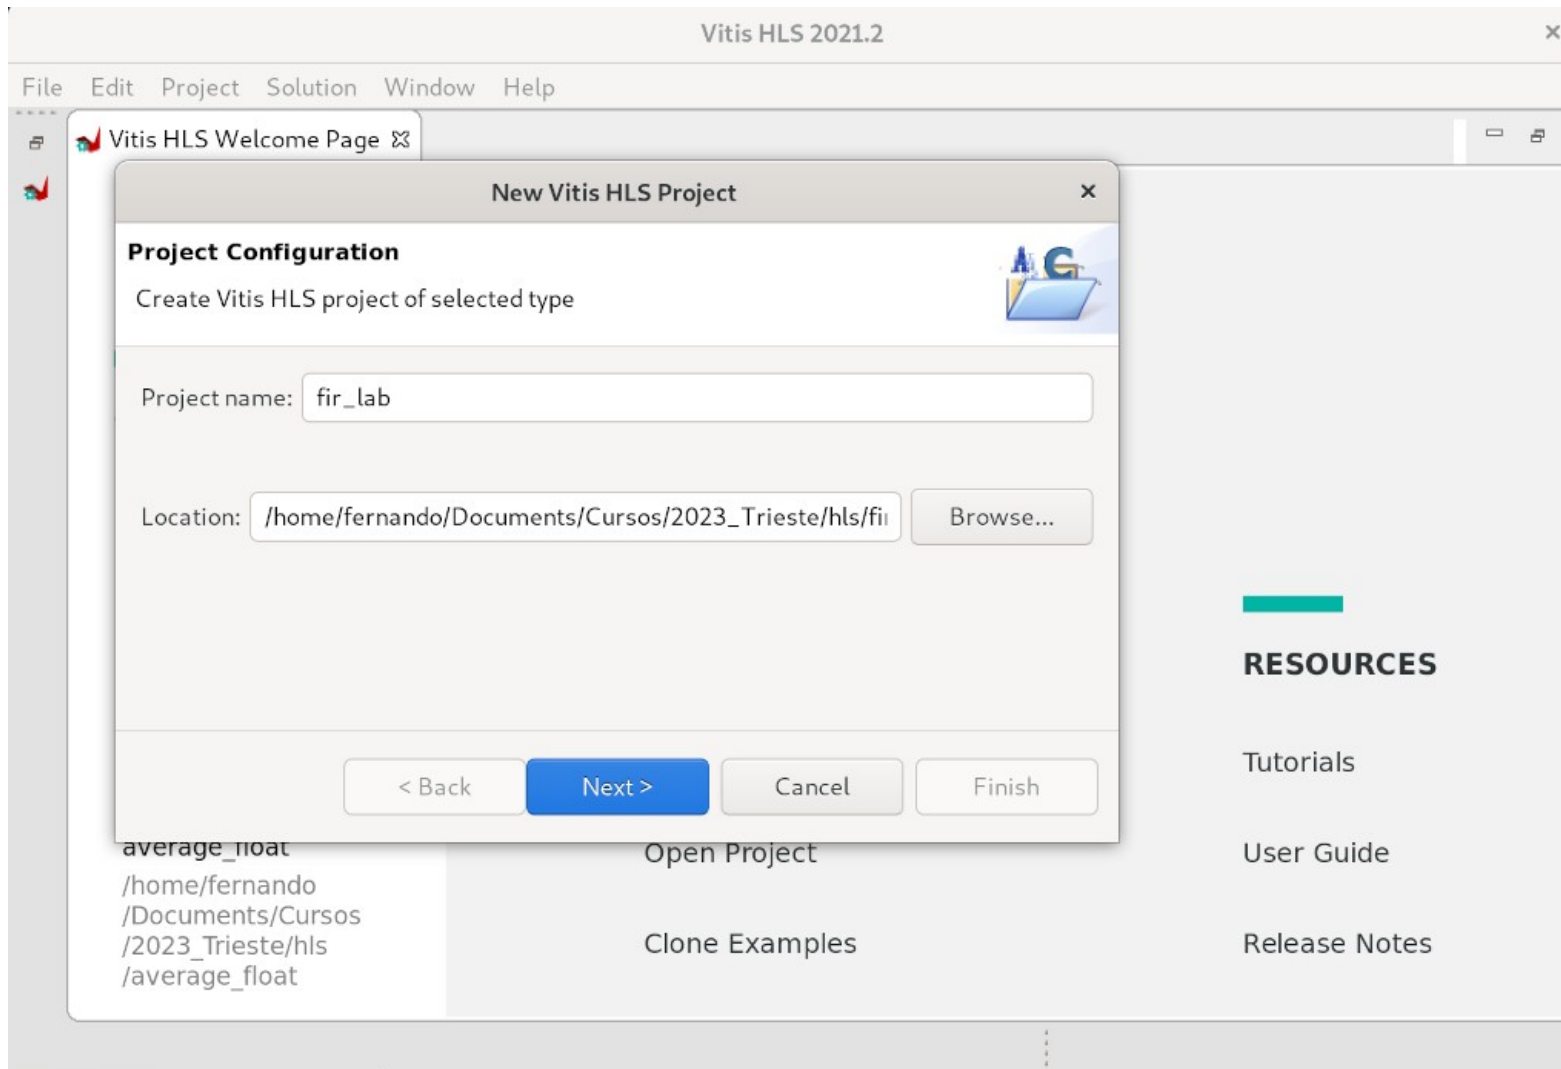 Vitis HLS 2021.2
File Edit Project Solution Window Help
Vitis HLS Welcome Page
New Vitis HLS Project
Project Configuration
Create Vitis HLS project of selected type
Project name: fir_lab
Location: /home/fernando/Documents/Cursos/2023_Trieste/hls/fi
Browse...
< Back Next > Cancel Finish
average_float
/home/fernando
/Documents/Cursos
/2023_Trieste/hls
/average_float
Open Project
Clone Examples
RESOURCES
Tutorials
User Guide
Release Notes